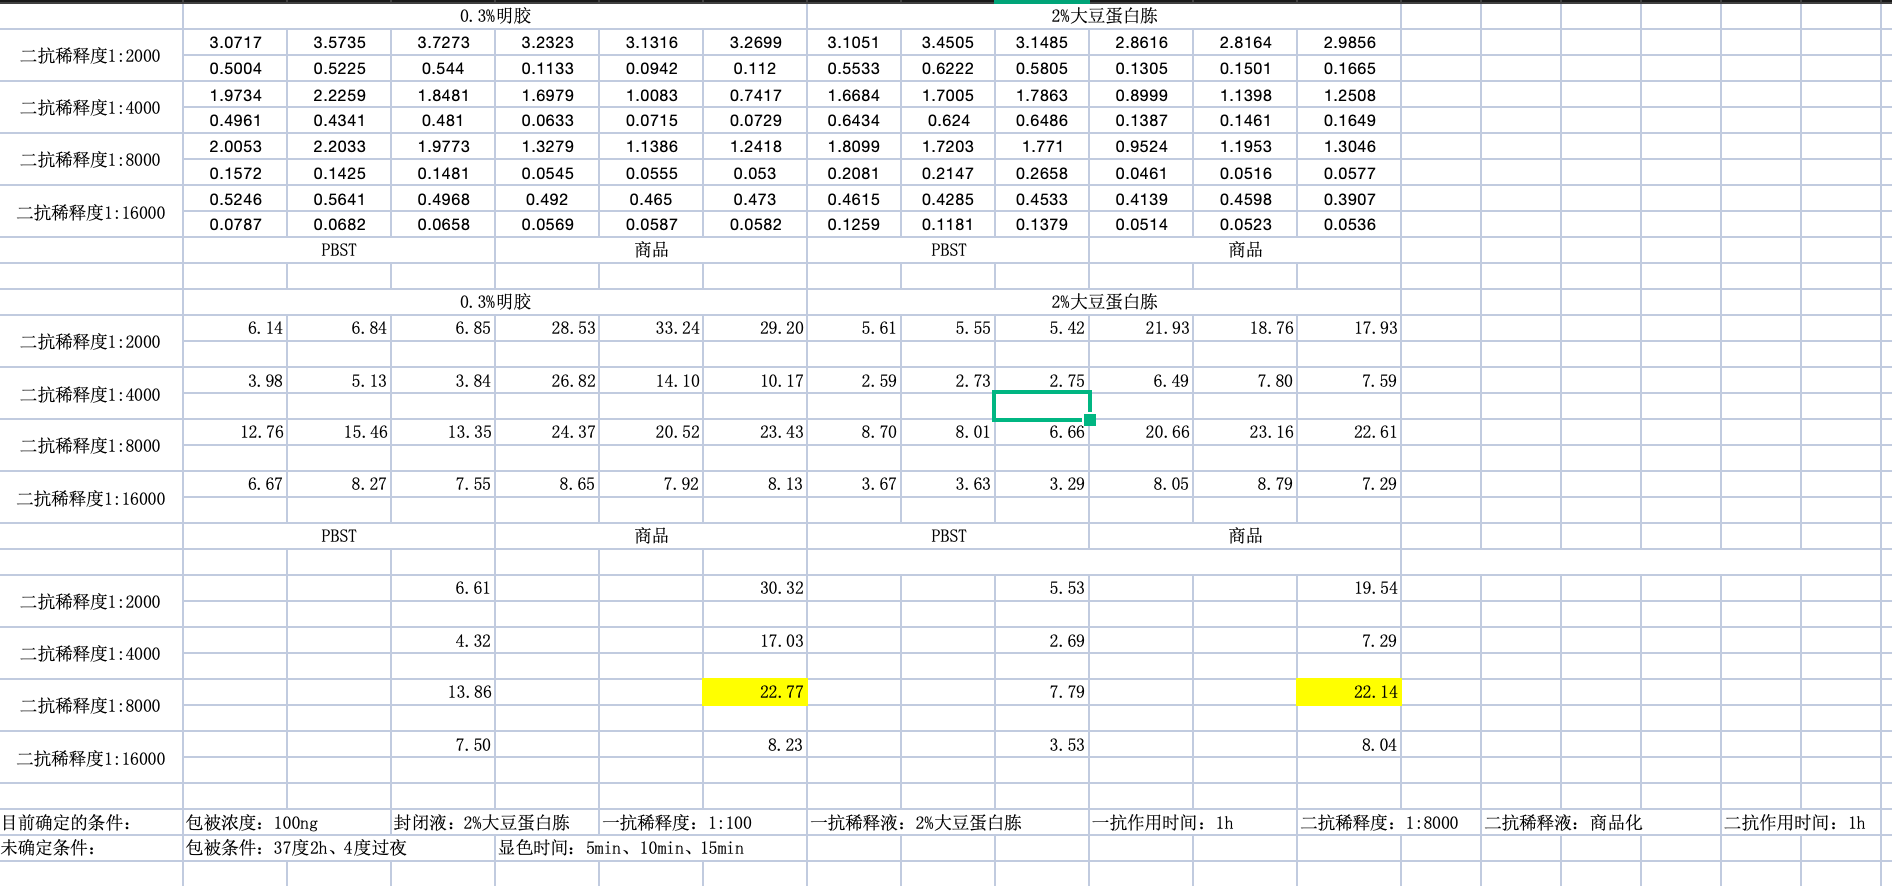 0.3%明胶 2%大豆蛋白胨
二抗稀释度1:2000 3.0717 3.5735 3.7273 3.2323 3.1316 3.2699 3.1051 3.4505 3.1485 2.8616 2.8164 2.9856
0.5004 0.5225 0.544 0.1133 0.0942 0.112 0.5533 0.6222 0.5805 0.1305 0.1501 0.1665
二抗稀释度1:4000 1.9734 2.2259 1.8481 1.6979 1.0083 0.7417 1.6684 1.7005 1.7863 0.8999 1.1398 1.2508
0.4961 0.4341 0.481 0.0633 0.0715 0.0729 0.6434 0.624 0.6486 0.1387 0.1461 0.1649
二抗稀释度1:8000 2.0053 2.2033 1.9773 1.3279 1.1386 1.2418 1.8099 1.7203 1.771 0.9524 1.1953 1.3046
0.1572 0.1425 0.1481 0.0545 0.0555 0.053 0.2081 0.2147 0.2658 0.0461 0.0516 0.0577
二抗稀释度1:16000 0.5246 0.5641 0.4968 0.492 0.465 0.473 0.4615 0.4285 0.4533 0.4139 0.4598 0.3907
0.0787 0.0682 0.0658 0.0569 0.0587 0.0582 0.1259 0.1181 0.1379 0.0514 0.0523 0.0536
PBST 商品 PBST 商品
0.3%明胶 2%大豆蛋白胨
二抗稀释度1:2000 6.14 6.84 6.85 28.53 33.24 29.20 5.61 5.55 5.42 21.93 18.76 17.93
二抗稀释度1:4000 3.98 5.13 3.84 26.82 14.10 10.17 2.59 2.73 2.75 6.49 7.80 7.59
二抗稀释度1:8000 12.76 15.46 13.35 24.37 20.52 23.43 8.70 8.01 6.66 20.66 23.16 22.61
二抗稀释度1:16000 6.67 8.27 7.55 8.65 7.92 8.13 3.67 3.63 3.29 8.05 8.79 7.29
PBST 商品 PBST 商品
二抗稀释度1:2000 6.61 30.32 5.53 19.54
二抗稀释度1:4000 4.32 17.03 2.69 7.29
二抗稀释度1:8000 13.86 22.77 7.79 22.14
二抗稀释度1:16000 7.50 8.23 3.53 8.04
目前确定的条件: 包被浓度: 100ng 封闭液: 2%大豆蛋白胨 一抗稀释度: 1:100 一抗稀释液: 2%大豆蛋白胨 一抗作用时间: 1h 二抗稀释度: 1:8000 二抗稀释液: 商品化 二抗作用时间: 1h
未确定条件: 包被条件: 37度2h、4度过夜 显色时间: 5min、10min、15min